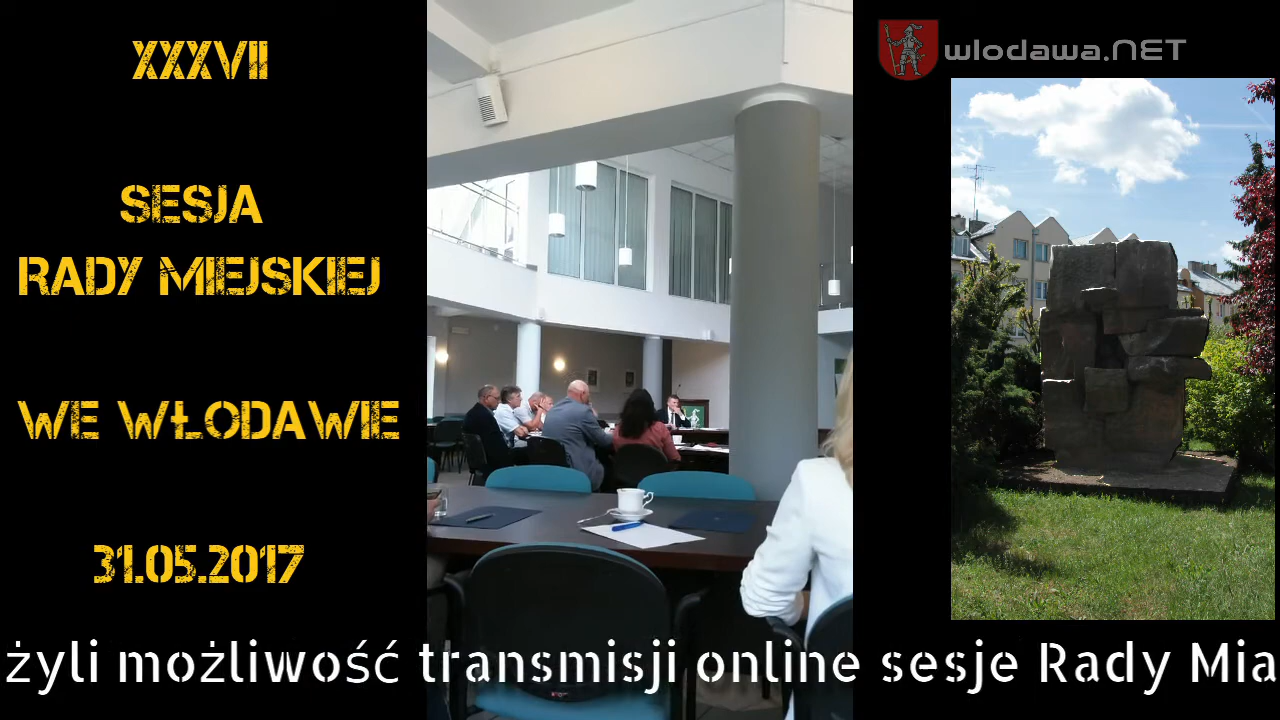 XXXVII
SESJA
RADY MIEJSKIEJ
WE WŁODAWIE
31.05.2017
wlodawa.NET
żyli możliwość transmisji online sesje Rady Mia